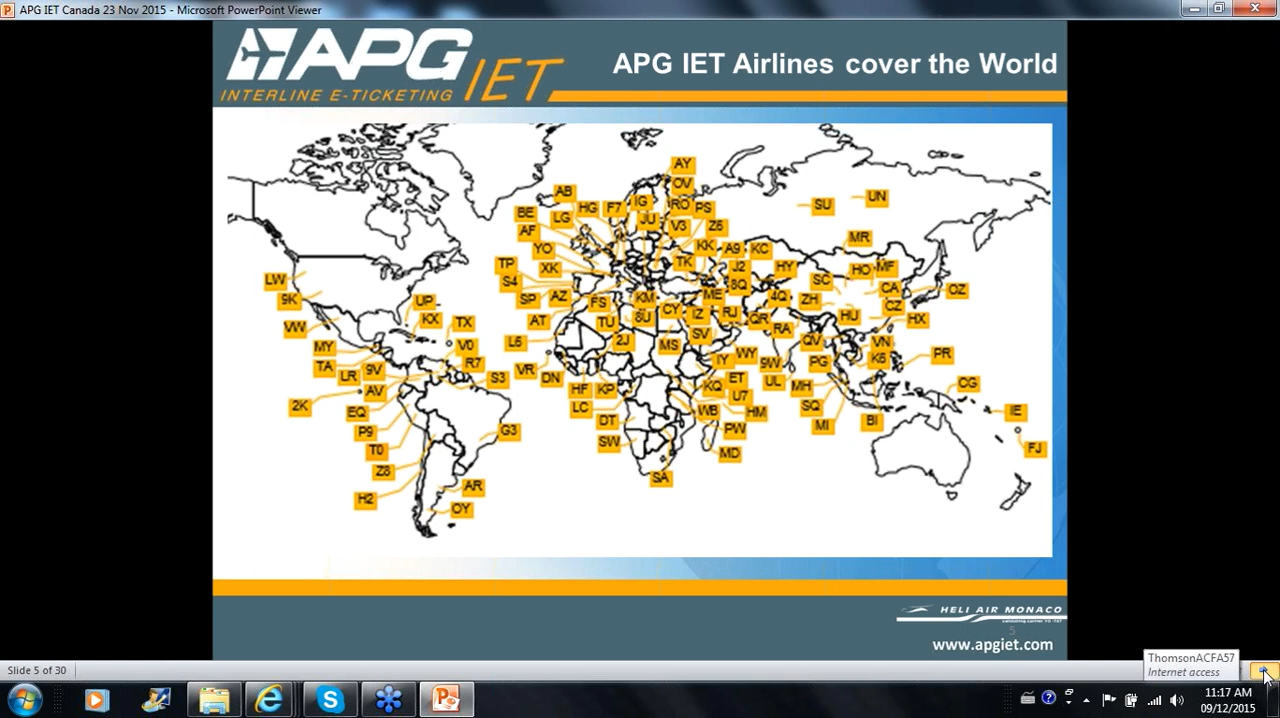 APG IET Canada 23 Nov 2015 - Microsoft PowerPoint Viewer
APG IET
INTERLINE E-TICKETING
APG IET Airlines cover the World
AY
OV
AB
HG
F7
IG
RO
PS
BE
LG
JU
V3
Z6
SU
UN
AF
YO
XK
TK
KK
A9
KC
MR
TP
S4
J2
HY
HO
MF
LW
8Q
SC
CA
OZ
9K
SP
AZ
FS
KM
CY
ME
4Q
ZH
CZ
UP
8U
IZ
RJ
QR
RA
HU
HX
VW
KX
TX
AT
TU
SV
MY
V0
L5
2J
MS
IY
WY
9W
QV
VN
K6
PR
TA
LR
9V
R7
S3
VR
DN
PG
AV
HF
KP
KQ
ET
UL
MH
CG
2K
EQ
LC
U7
SQ
IE
P9
DT
WB
HM
MI
BI
T0
G3
SW
PW
FJ
Z8
MD
H2
AR
SA
OY
HELI AIR MONACO
5
www.apgiet.com
Slide 5 of 30
ThomsonACFA57
Internet access
11:17 AM
09/12/2015